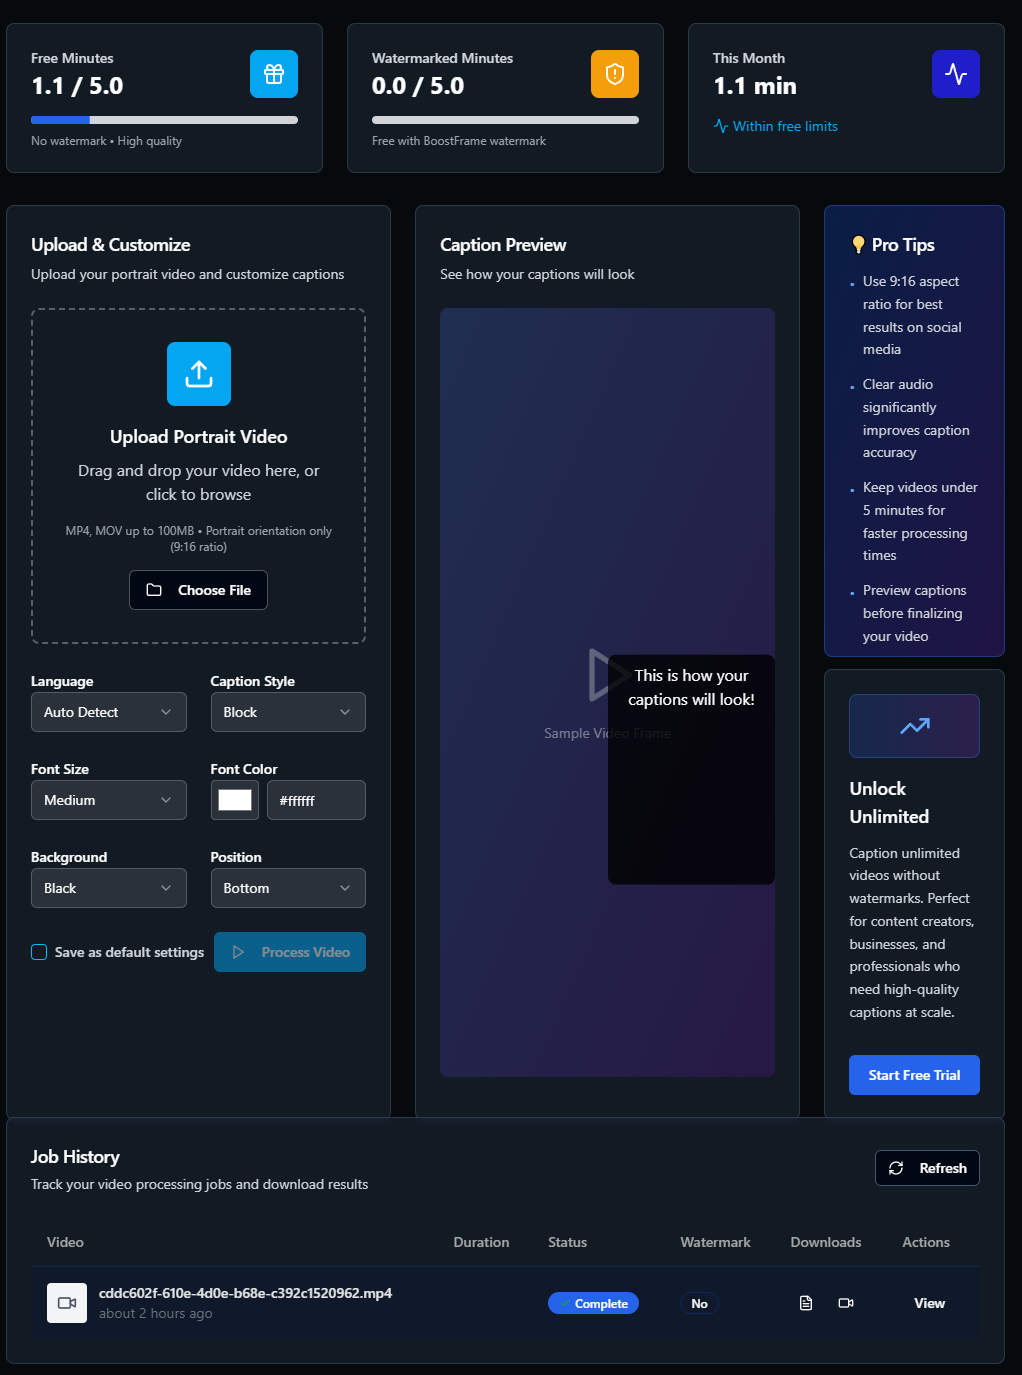 Free Minutes
1.1 / 5.0
No watermark • High quality
Watermarked Minutes
0.0 / 5.0
Free with BoostFrame watermark
This Month
1.1 min
Within free limits
Upload & Customize
Upload your portrait video and customize captions
Upload Portrait Video
Drag and drop your video here, or
click to browse
MP4, MOV up to 100MB • Portrait orientation only
(9:16 ratio)
Choose File
Language
Auto Detect
Caption Style
Block
Font Size
Medium
Font Color
#ffffff
Background
Black
Position
Bottom
Save as default settings
Process Video
Caption Preview
See how your captions will look
This is how your
captions will look!
Sample Video Frame
Pro Tips
• Use 9:16 aspect
ratio for best
results on social
media
• Clear audio
significantly
improves caption
accuracy
• Keep videos under
5 minutes for
faster processing
times
• Preview captions
before finalizing
your video
Unlock
Unlimited
Caption unlimited
videos without
watermarks. Perfect
for content creators,
businesses, and
professionals who
need high-quality
captions at scale.
Start Free Trial
Job History
Track your video processing jobs and download results
Refresh
Video Duration Status Watermark Downloads Actions
cddc602f-610e-4d0e-b68e-c392c1520962.mp4
about 2 hours ago
Complete
No
View